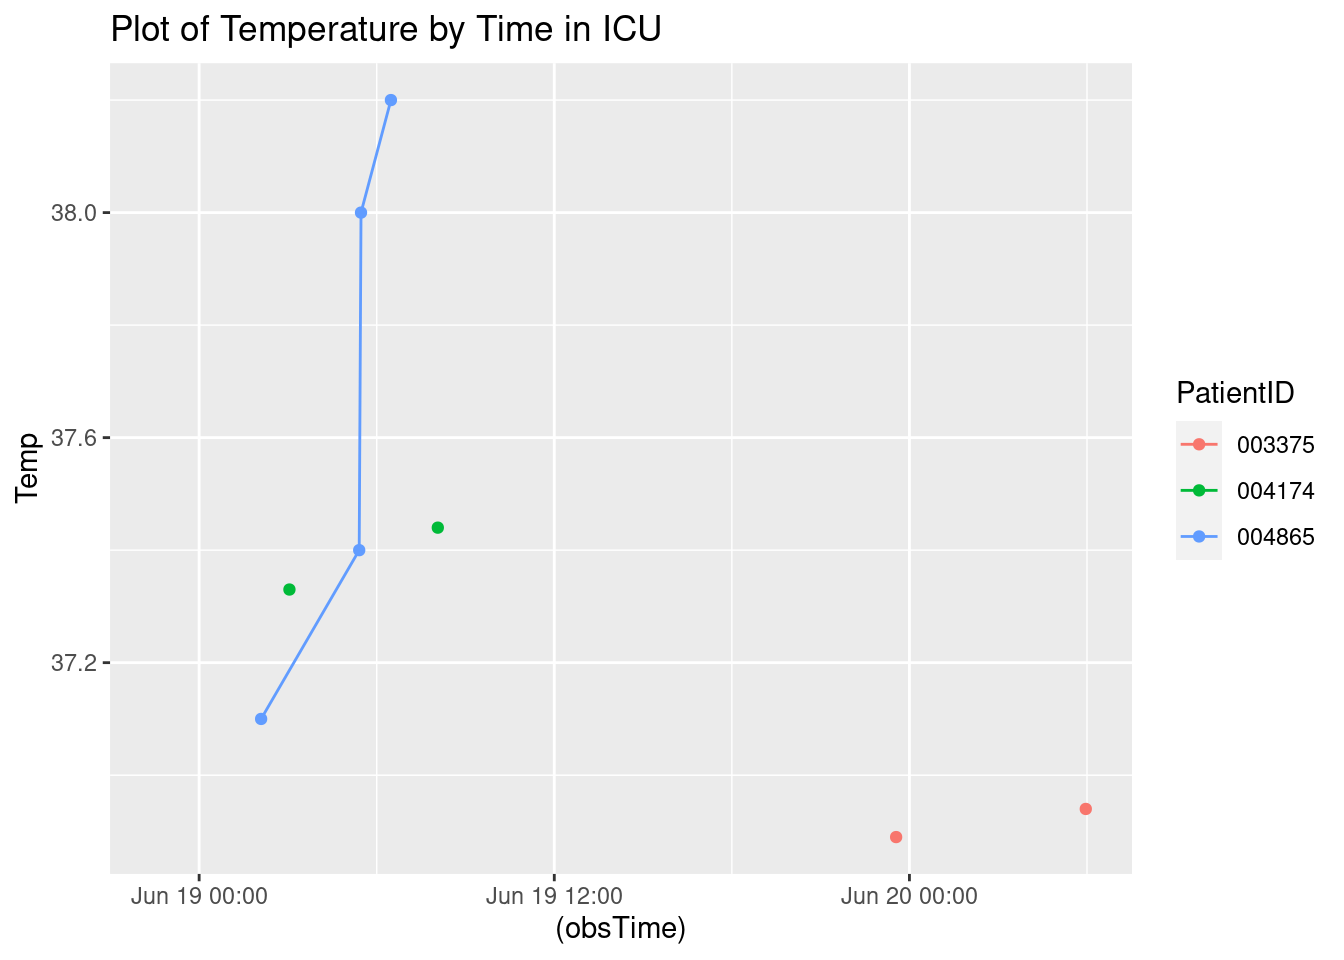 Plot of Temperature by Time in ICU
38.0
37.6
37.2
Temp
Jun 19 00:00
Jun 19 12:00
Jun 20 00:00
(obsTime)
PatientID
003375
004174
004865